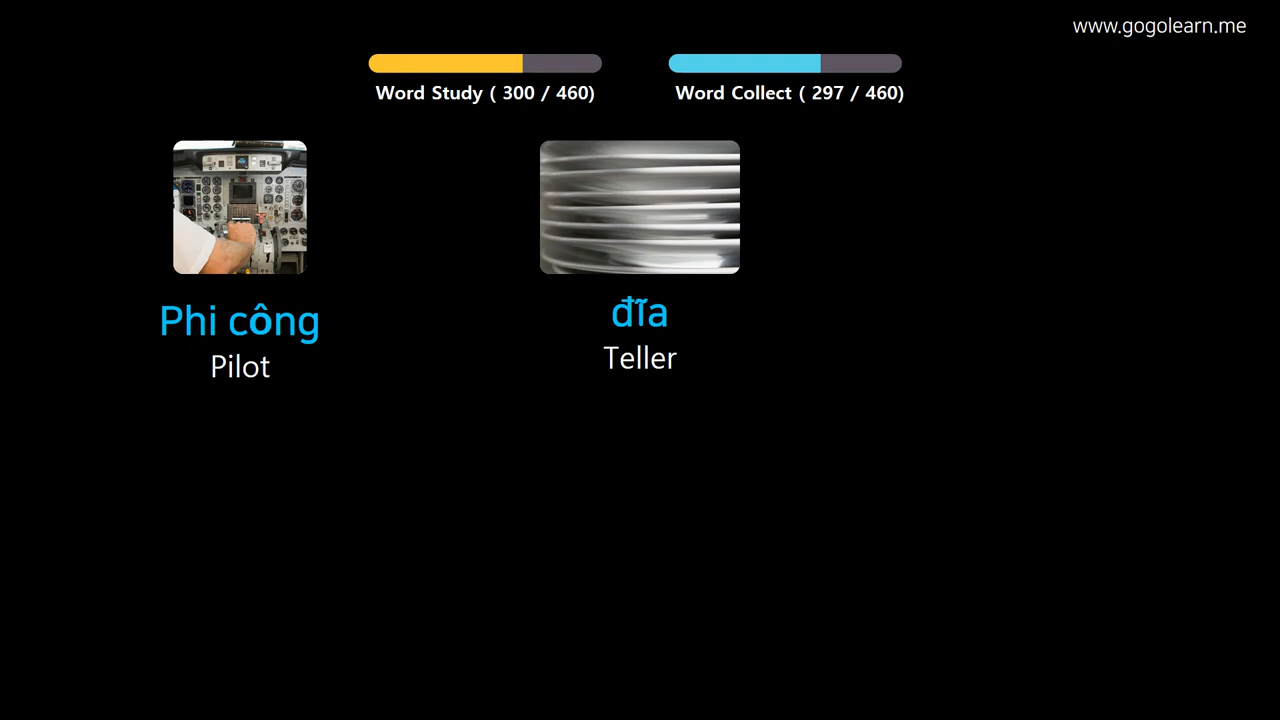 www.gogolearn.me
Word Study ( 300 / 460)
Word Collect ( 297 / 460)
Phi công
Pilot
đĩa
Teller